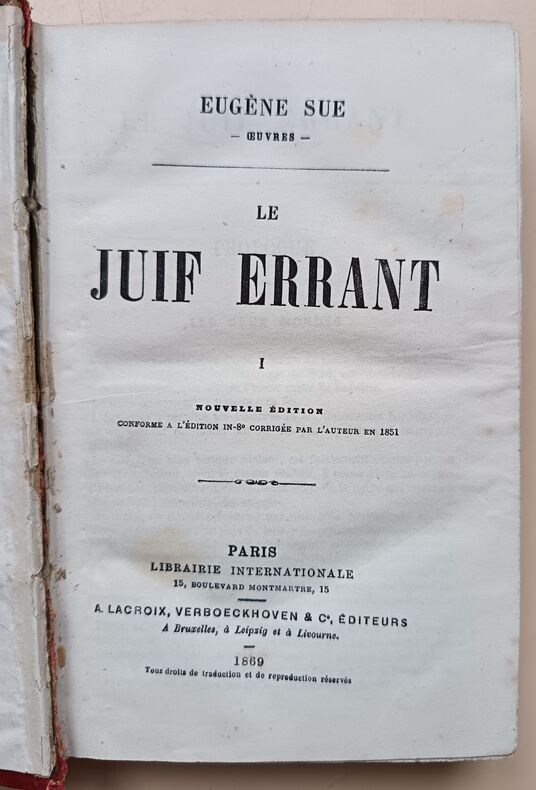 EUGÈNE SUE
— ŒUVRES —
LE
JUIF ERRANT
I
NOUVELLE ÉDITION
CONFORME A L'ÉDITION IN-8º CORRIGÉE PAR L'AUTEUR EN 1851
PARIS
LIBRAIRIE INTERNATIONALE
15, BOULEVARD MONTMARTRE, 15
A. LACROIX, VERBOECKHOVEN & Cᵉ, ÉDITEURS
A Bruxelles, à Leipzig et à Livourne.
1869
Tous droits de traduction et de reproduction réservés